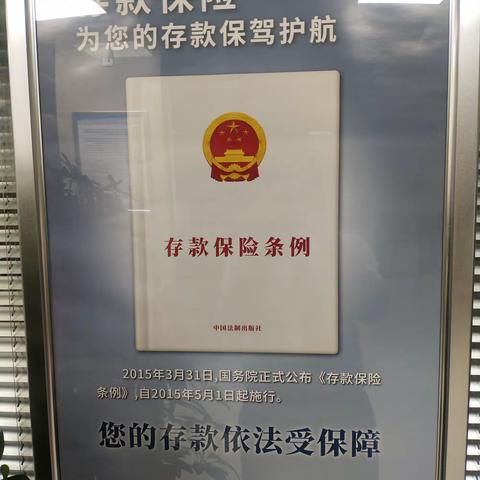 存款保险
为您的存款保驾护航
存款保险条例
中国法制出版社
2015年3月31日,国务院正式公布《存款保险
条例》,自2015年5月1日起施行。
您的存款依法受保障